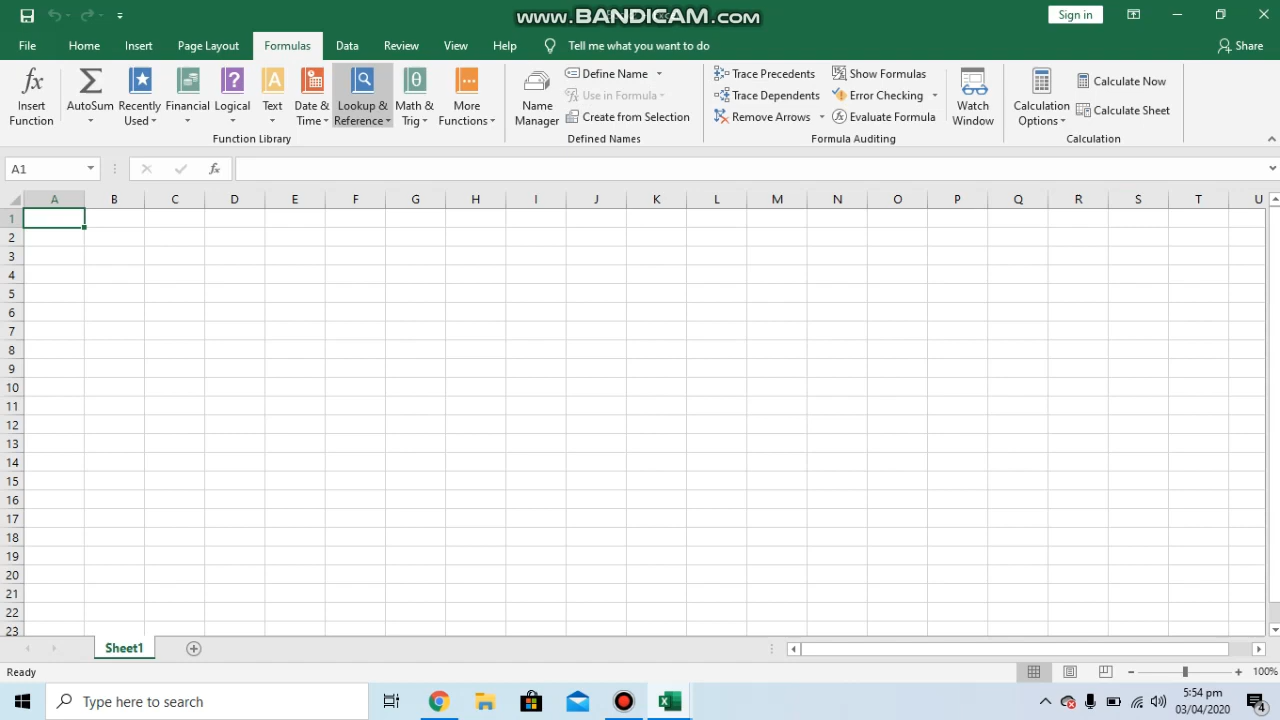 www.BANDICAM.com
Sign in
File Home Insert Page Layout Formulas Data Review View Help Tell me what you want to do Share
Insert Function
AutoSum
Recently Used
Financial
Logical
Text
Date & Time
Lookup & Reference
Math & Trig
More Functions
Function Library
Name Manager
Define Name
Use in Formula
Create from Selection
Defined Names
Trace Precedents
Trace Dependents
Remove Arrows
Show Formulas
Error Checking
Evaluate Formula
Formula Auditing
Watch Window
Calculation Options
Calculate Now
Calculate Sheet
Calculation
A1 fx
A B C D E F G H I J K L M N O P Q R S T U
1
2
3
4
5
6
7
8
9
10
11
12
13
14
15
16
17
18
19
20
21
22
23
Sheet1
Ready 100%
Type here to search
5:54 pm
03/04/2020
4